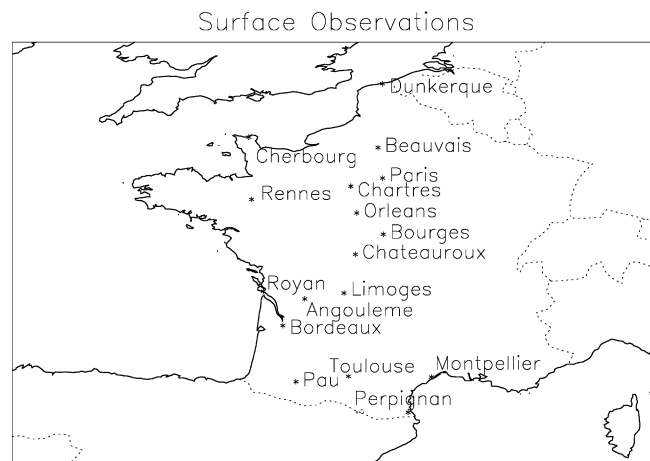 Surface Observations
Dunkerque
Cherbourg
Beauvais
Paris
Rennes
Chartres
Orleans
Bourges
Chateauroux
Royan
Limoges
Angouleme
Bordeaux
Toulouse
Montpellier
Pau
Perpignan